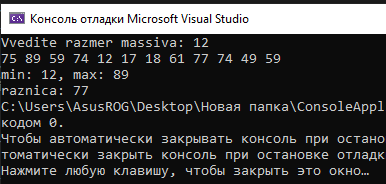 Консоль отладки Microsoft Visual Studio
Vvedite razmer massiva: 12
75 89 59 74 12 17 18 61 77 74 49 59
min: 12, max: 89
raznica: 77
C:\Users\AsusROG\Desktop\Новая папка\ConsoleAppl
кодом 0.
Чтобы автоматически закрывать консоль при остано
томатически закрыть консоль при остановке отладк
Нажмите любую клавишу, чтобы закрыть это окно…